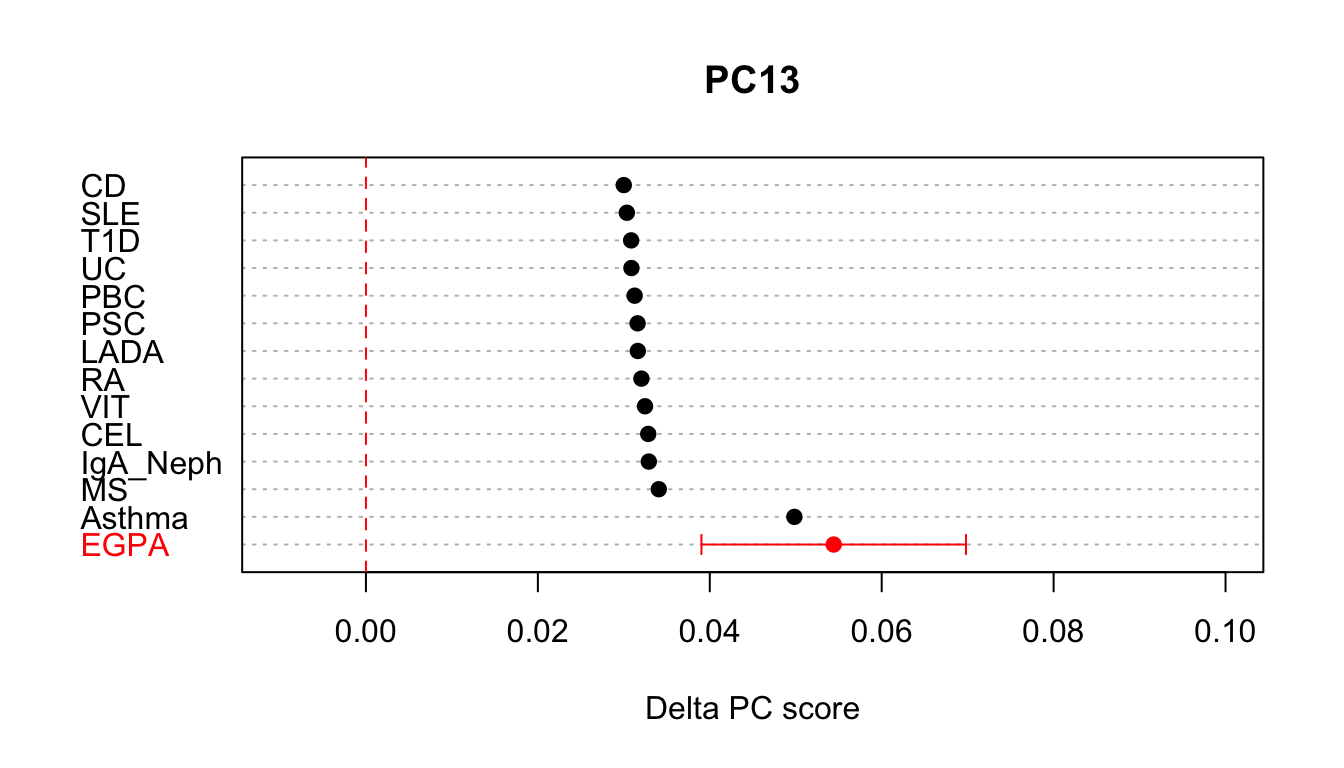 PC13
CD
SLE
T1D
UC
PBC
PSC
LADA
RA
VIT
CEL
IgA_Neph
MS
Asthma
EGPA
0.00 0.02 0.04 0.06 0.08 0.10
Delta PC score